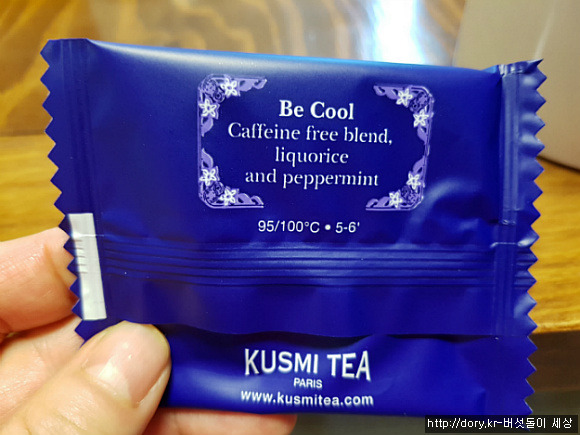 Be Cool
Caffeine free blend,
liquorice
and peppermint
95/100°C • 5-6'
KUSMI TEA
PARIS
www.kusmitea.com
http://dory.kr-버섯돌이 세상